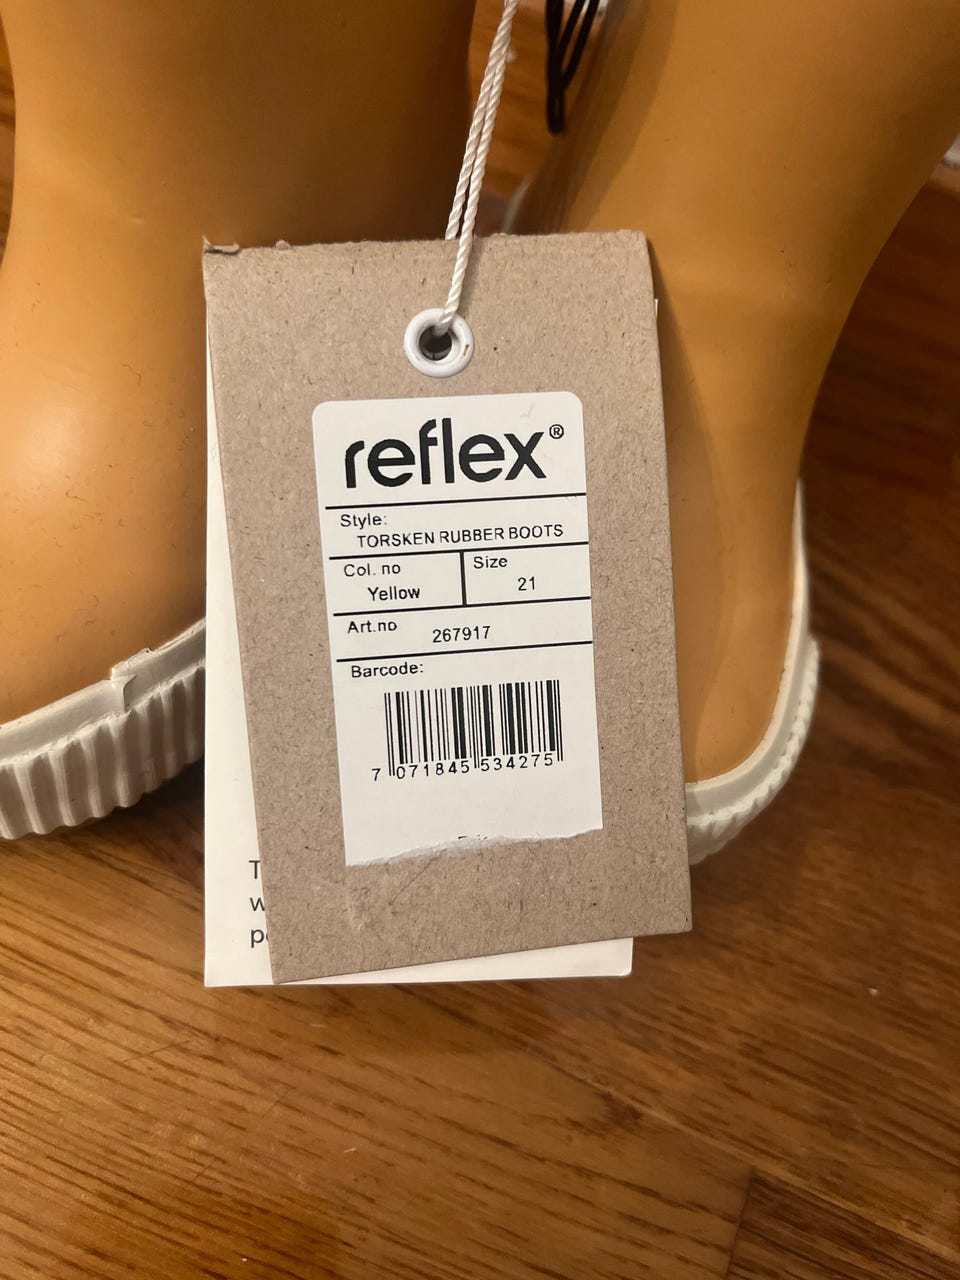 reflex®
Style:
TORSKEN RUBBER BOOTS
Col. no
Yellow
Size
21
Art.no
267917
Barcode:
7 071845 534275
T
w
p